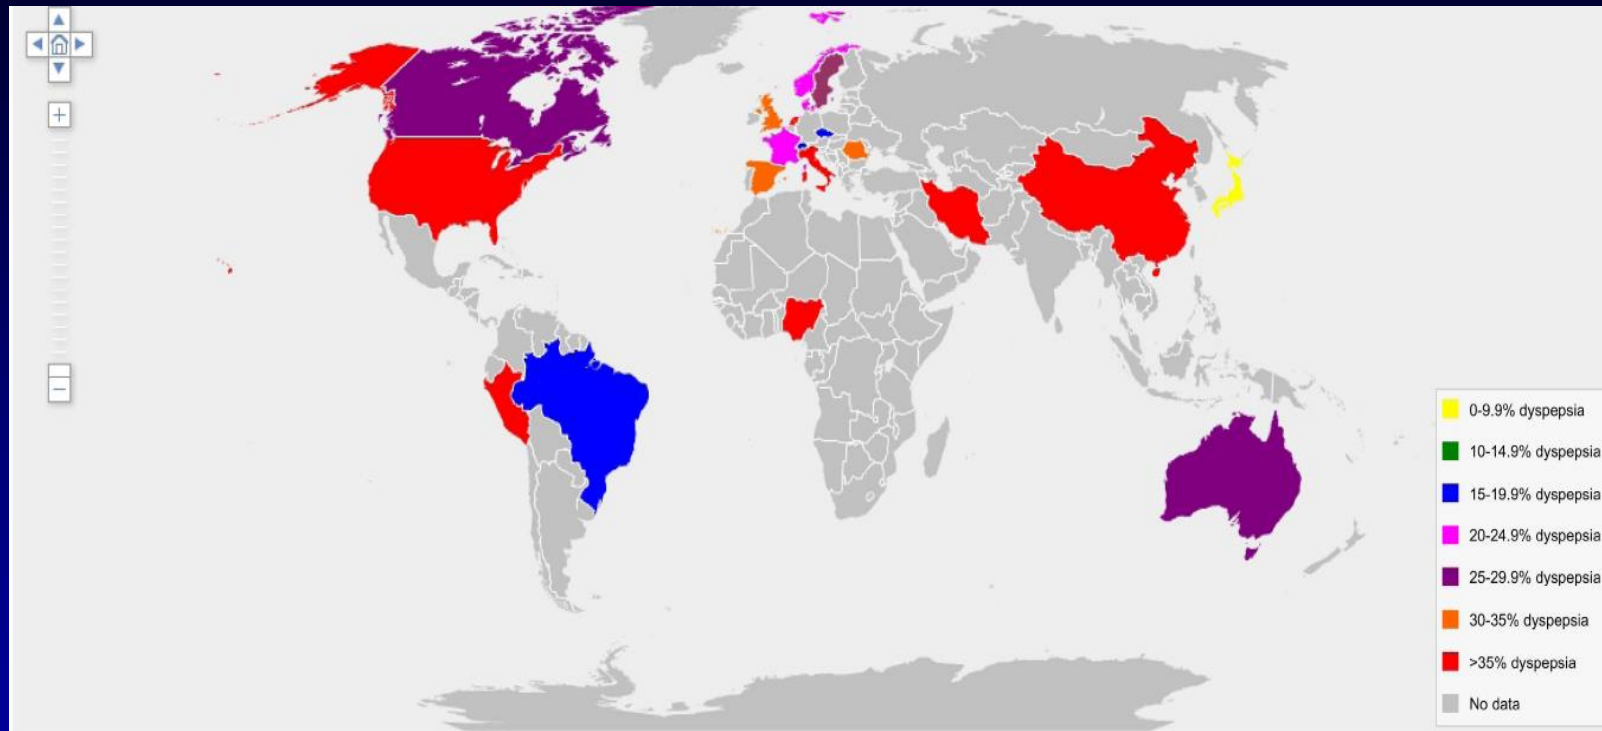 0-9.9% dyspepsia
10-14.9% dyspepsia
15-19.9% dyspepsia
20-24.9% dyspepsia
25-29.9% dyspepsia
30-35% dyspepsia
>35% dyspepsia
No data